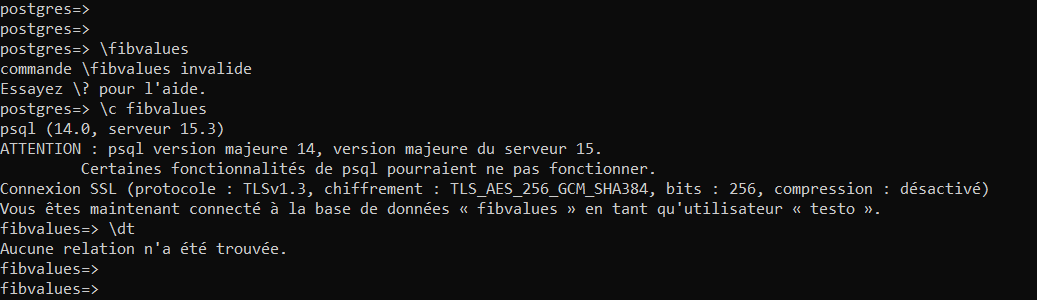 postgres=>
postgres=>
postgres=> \fibvalues
commande \fibvalues invalide
Essayez \? pour l'aide.
postgres=> \c fibvalues
psql (14.0, serveur 15.3)
ATTENTION : psql version majeure 14, version majeure du serveur 15.
         Certaines fonctionnalités de psql pourraient ne pas fonctionner.
Connexion SSL (protocole : TLSv1.3, chiffrement : TLS_AES_256_GCM_SHA384, bits : 256, compression : désactivé)
Vous êtes maintenant connecté à la base de données « fibvalues » en tant qu'utilisateur « testo ».
fibvalues=> \dt
Aucune relation n'a été trouvée.
fibvalues=>
fibvalues=>